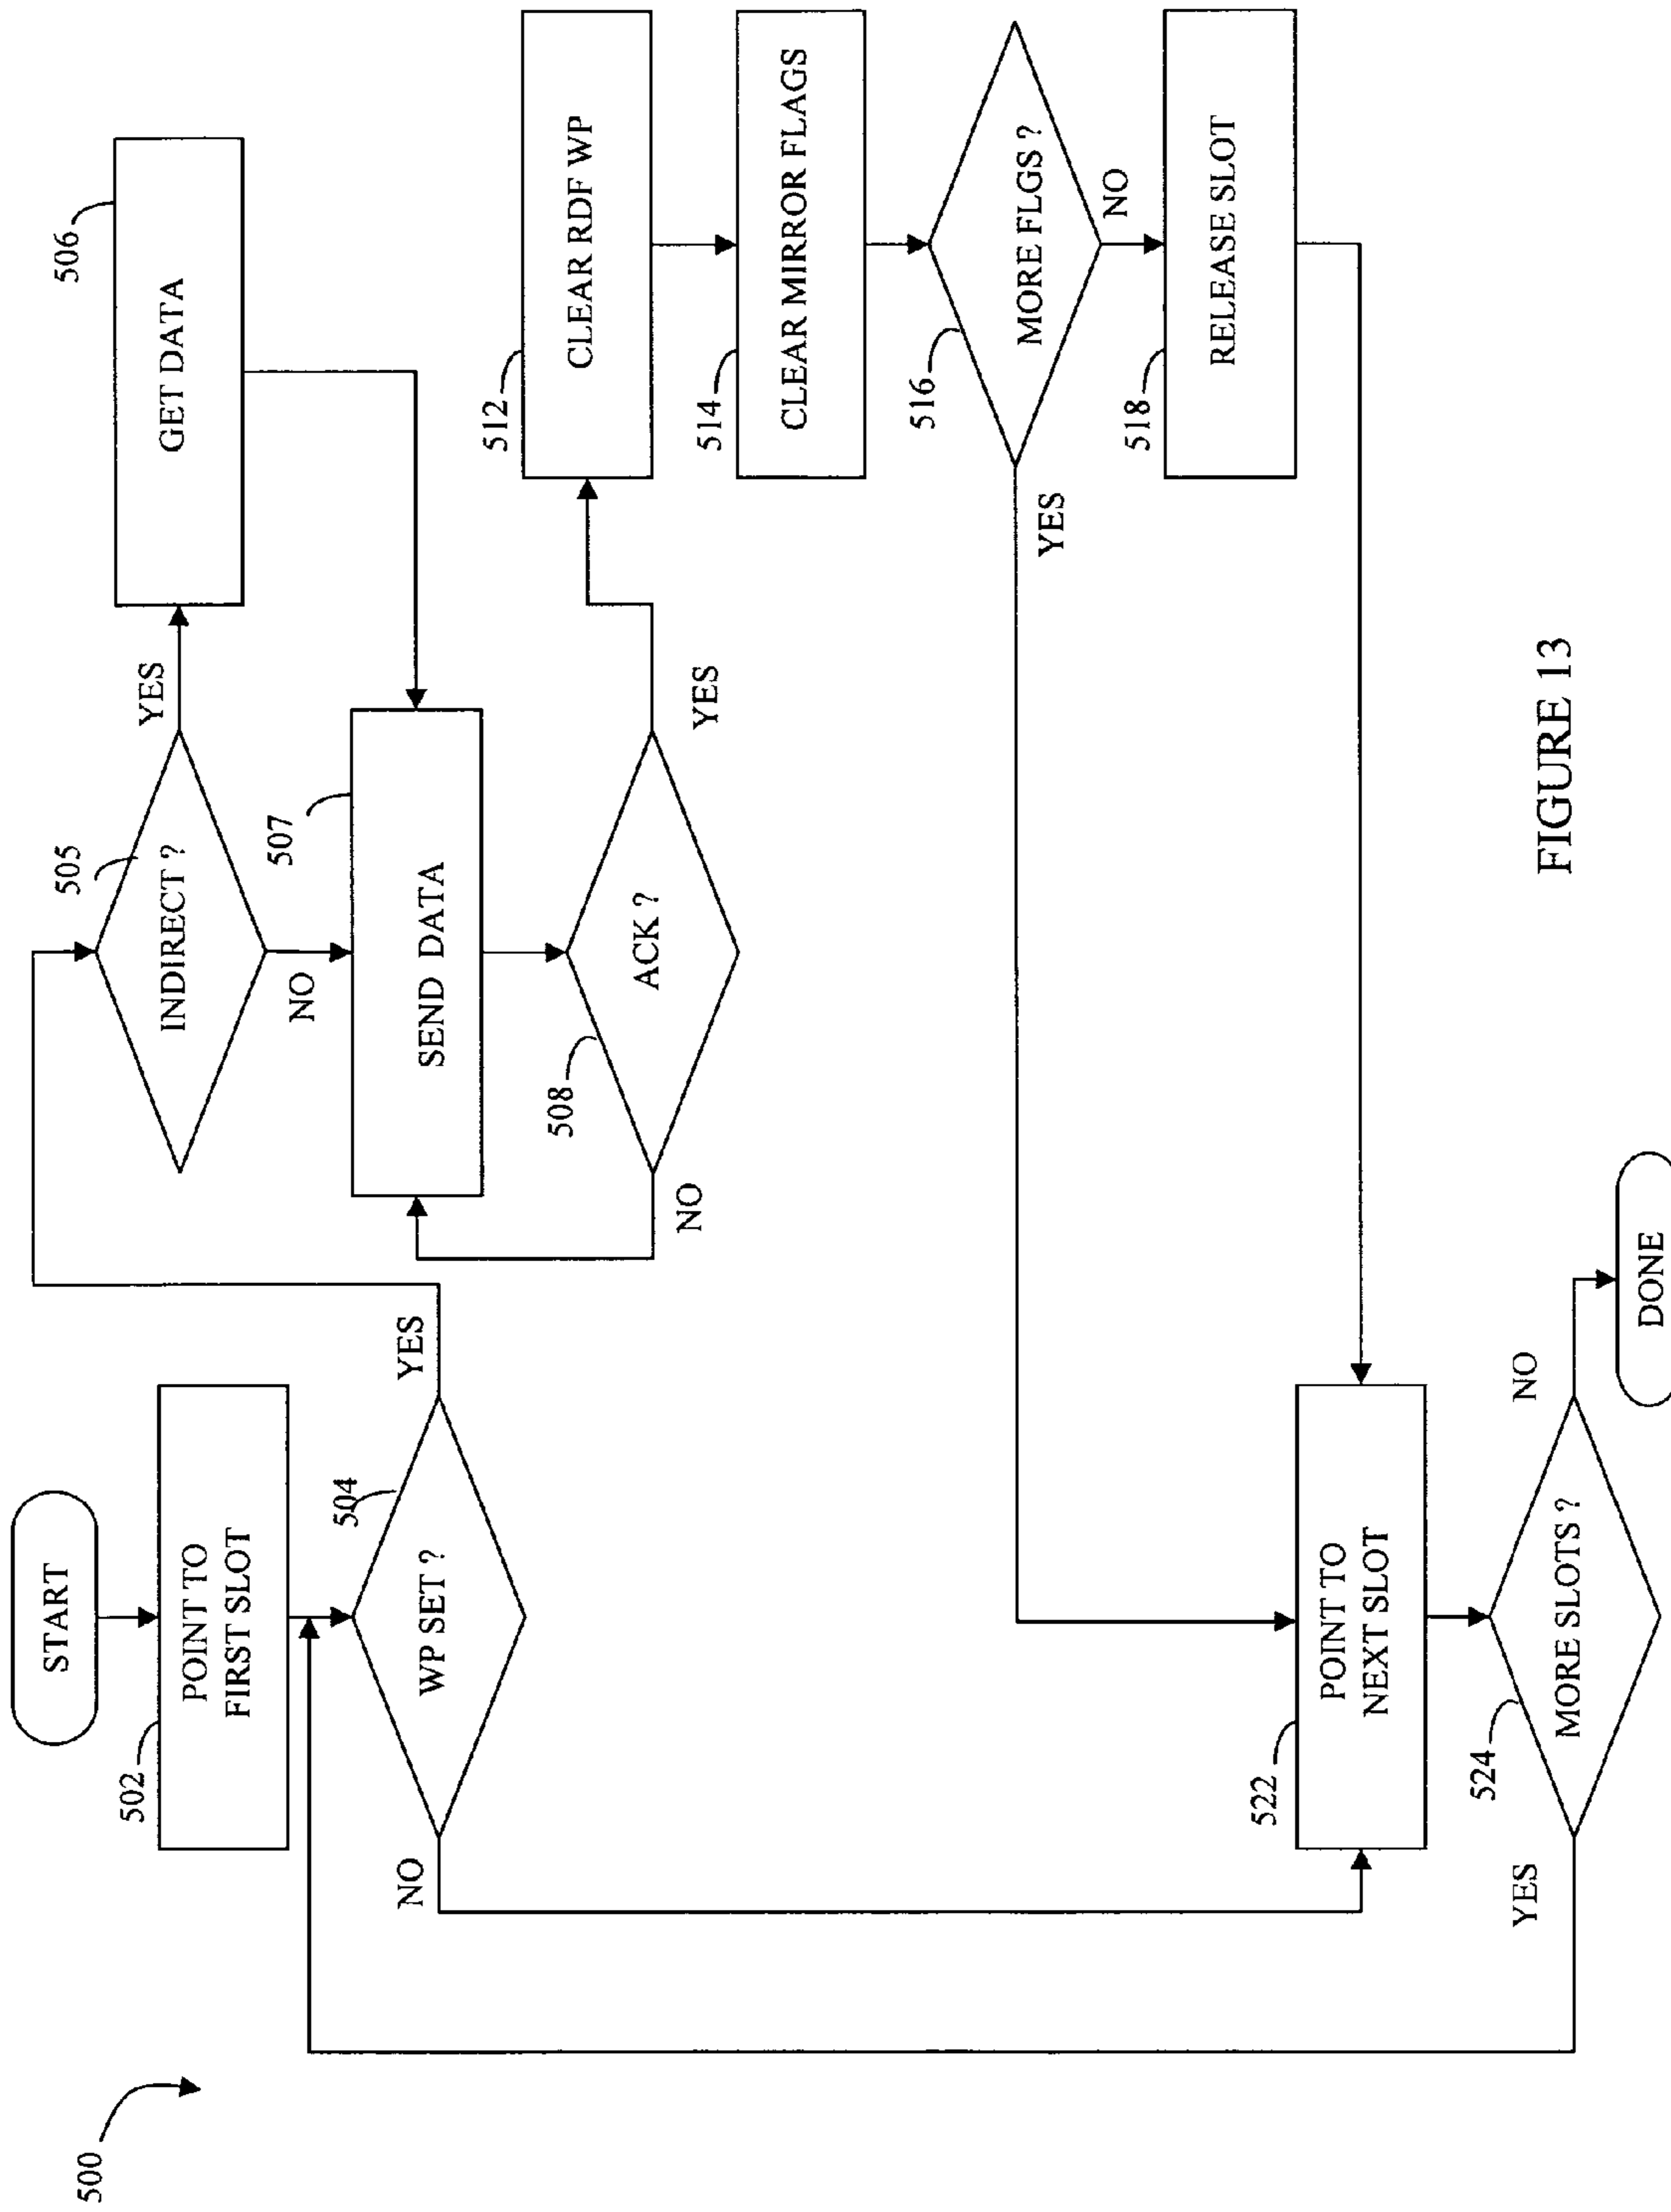 500
START
502
POINT TO
FIRST SLOT
504
WP SET ?
YES
NO
505
INDIRECT ?
YES
NO
506
GET DATA
507
SEND DATA
508
ACK ?
YES
NO
512
CLEAR RDF WP
514
CLEAR MIRROR FLAGS
516
MORE FLGS ?
YES
NO
518
RELEASE SLOT
522
POINT TO
NEXT SLOT
524
MORE SLOTS ?
YES
NO
DONE
FIGURE 13